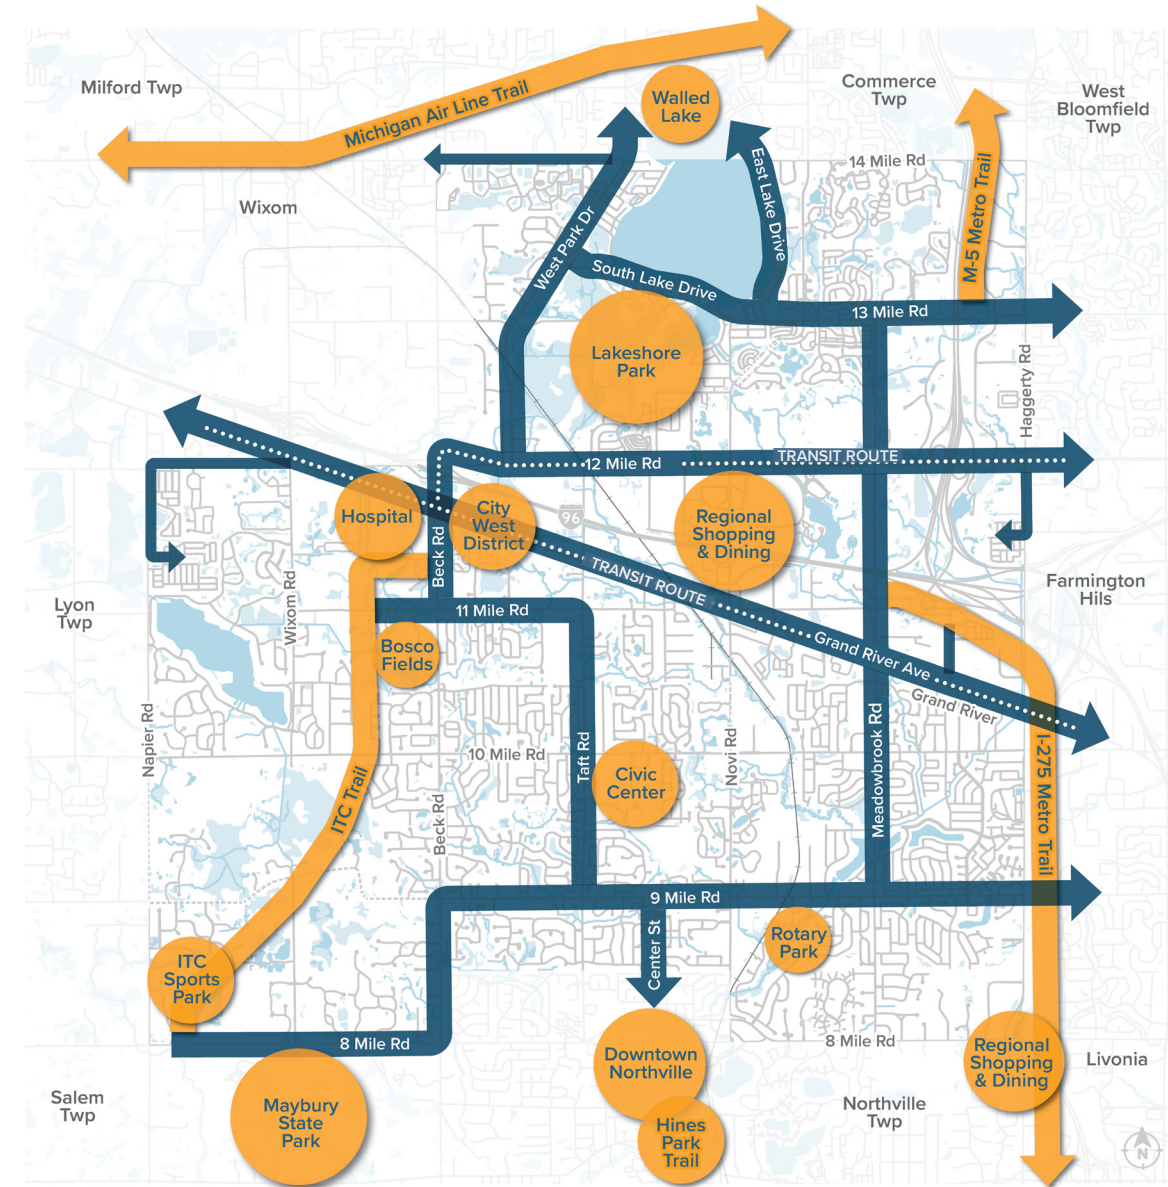 Milford Twp
Michigan Air Line Trail
Walled
Lake
Commerce
Twp
West
Bloomfield
Twp
14 Mile Rd
Wixom
West Park Dr
East Lake Drive
M-5 Metro Trail
South Lake Drive
13 Mile Rd
Lakeshore
Park
Haggerty Rd
12 Mile Rd
TRANSIT ROUTE
Hospital
City
West
District
96
Regional
Shopping
& Dining
Beck Rd
TRANSIT ROUTE
Farmington
Hills
Lyon
Twp
Wixom Rd
11 Mile Rd
Bosco
Fields
Grand River Ave
Grand River
Napier Rd
10 Mile Rd
Taft Rd
Novi Rd
Meadowbrook Rd
I-275 Metro Trail
Civic
Center
ITC Trail
Beck Rd
9 Mile Rd
Center St
Rotary
Park
ITC
Sports
Park
8 Mile Rd
8 Mile Rd
Downtown
Northville
Regional
Shopping
& Dining
Livonia
Salem
Twp
Maybury
State
Park
Hines
Park
Trail
Northville
Twp
N